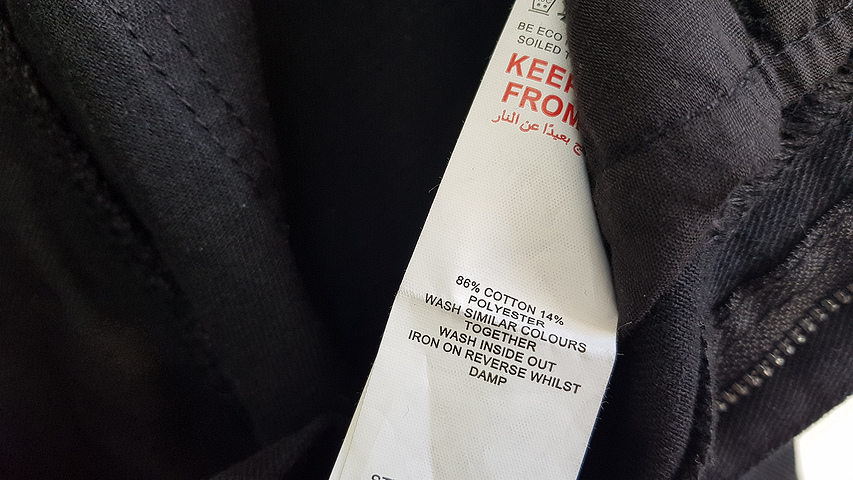 BE ECO
SOILED
KEEP
FROM
بعيدًا عن النار
86% COTTON 14%
POLYESTER
WASH SIMILAR COLOURS
TOGETHER
WASH INSIDE OUT
IRON ON REVERSE WHILST
DAMP